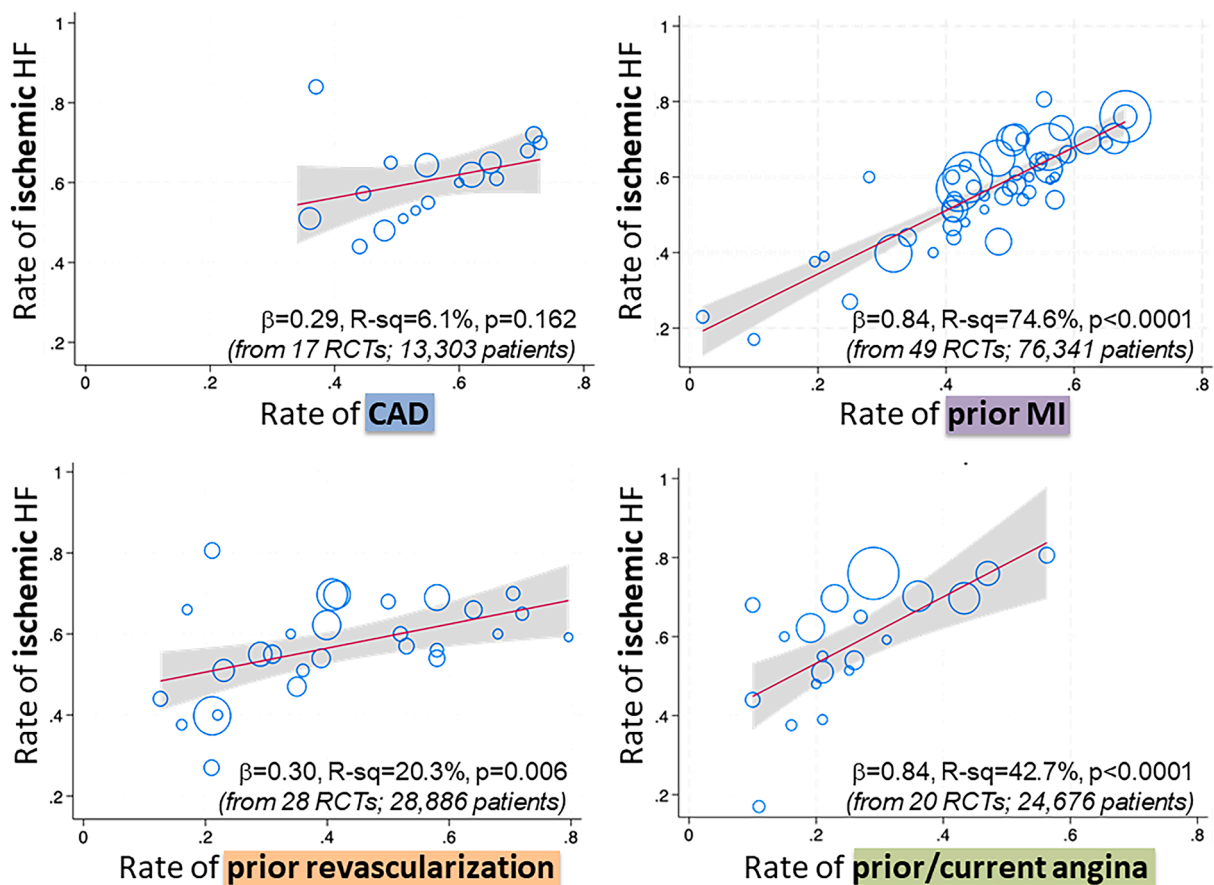 Rate of ischemic HF
1
.8
.6
.4
.2
β=0.29, R-sq=6.1%, p=0.162
(from 17 RCTs; 13,303 patients)
0 .2 .4 .6 .8
Rate of CAD
Rate of ischemic HF
1
.8
.6
.4
.2
β=0.84, R-sq=74.6%, p<0.0001
(from 49 RCTs; 76,341 patients)
0 .2 .4 .6 .8
Rate of prior MI
Rate of ischemic HF
1
.8
.6
.4
.2
β=0.30, R-sq=20.3%, p=0.006
(from 28 RCTs; 28,886 patients)
0 .2 .4 .6 .8
Rate of prior revascularization
Rate of ischemic HF
1
.8
.6
.4
.2
β=0.84, R-sq=42.7%, p<0.0001
(from 20 RCTs; 24,676 patients)
0 .2 .4 .6 .8
Rate of prior/current angina